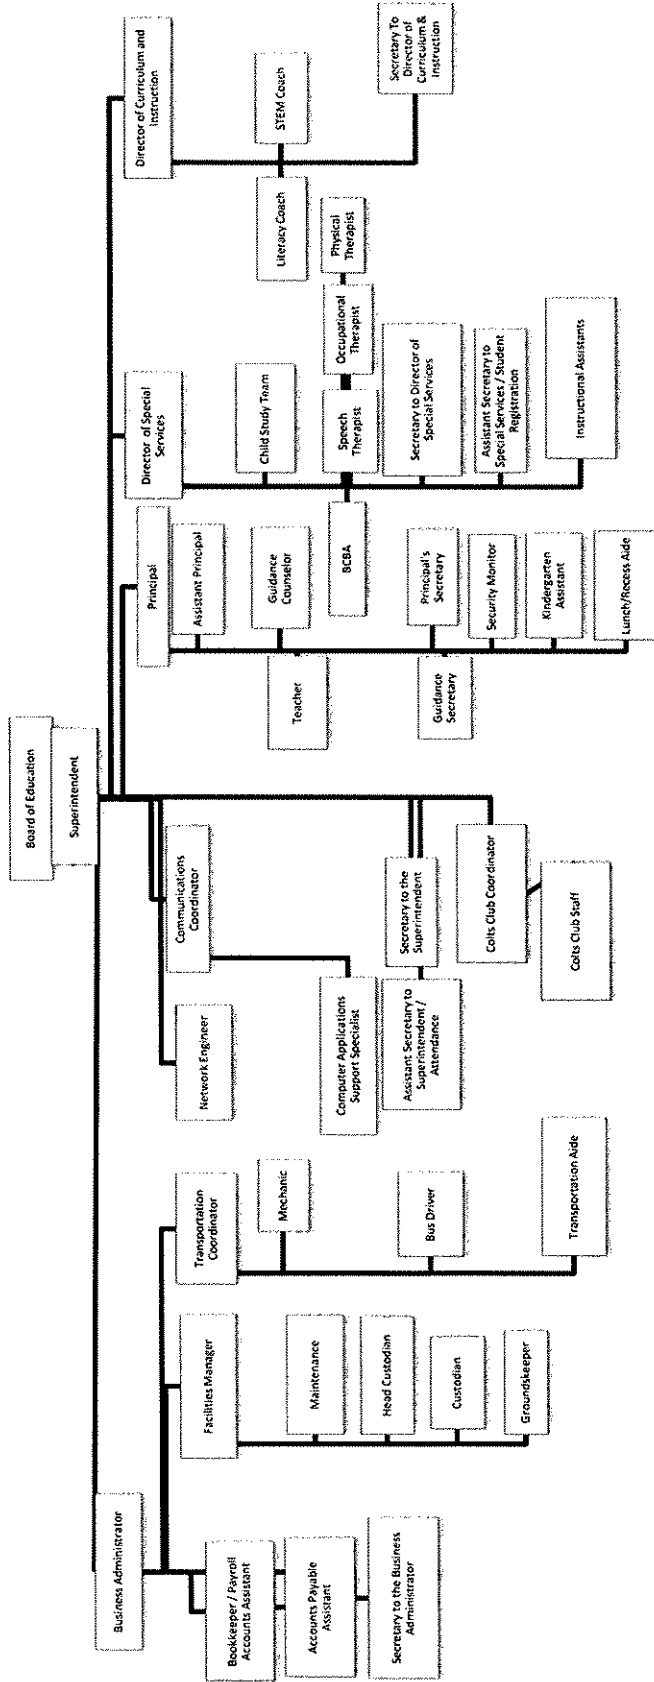 Board of Education
Superintendent
Business Administrator
Bookkeeper / Payroll
Accounts Assistant
Accounts Payable
Assistant
Secretary to the Business
Administrator
Facilities Manager
Maintenance
Head Custodian
Custodian
Groundskeeper
Transportation
Coordinator
Mechanic
Bus Driver
Transportation Aide
Network Engineer
Communications
Coordinator
Computer Applications
Support Specialist
Secretary to the
Superintendent
Assistant Secretary to
Superintendent /
Attendance
Colts Club Coordinator
Colts Club Staff
Principal
Assistant Principal
Guidance
Counselor
Teacher
Principal's
Secretary
Guidance
Secretary
Security Monitor
Kindergarten
Assistant
Lunch/Recess Aide
Director of Special
Services
Child Study Team
BCBA
Speech
Therapist
Occupational
Therapist
Physical
Therapist
Secretary to Director of
Special Services
Assistant Secretary to
Special Services / Student
Registration
Instructional Assistants
Director of Curriculum and
Instruction
Literacy Coach
STEM Coach
Secretary To
Director of
Curriculum &
Instruction